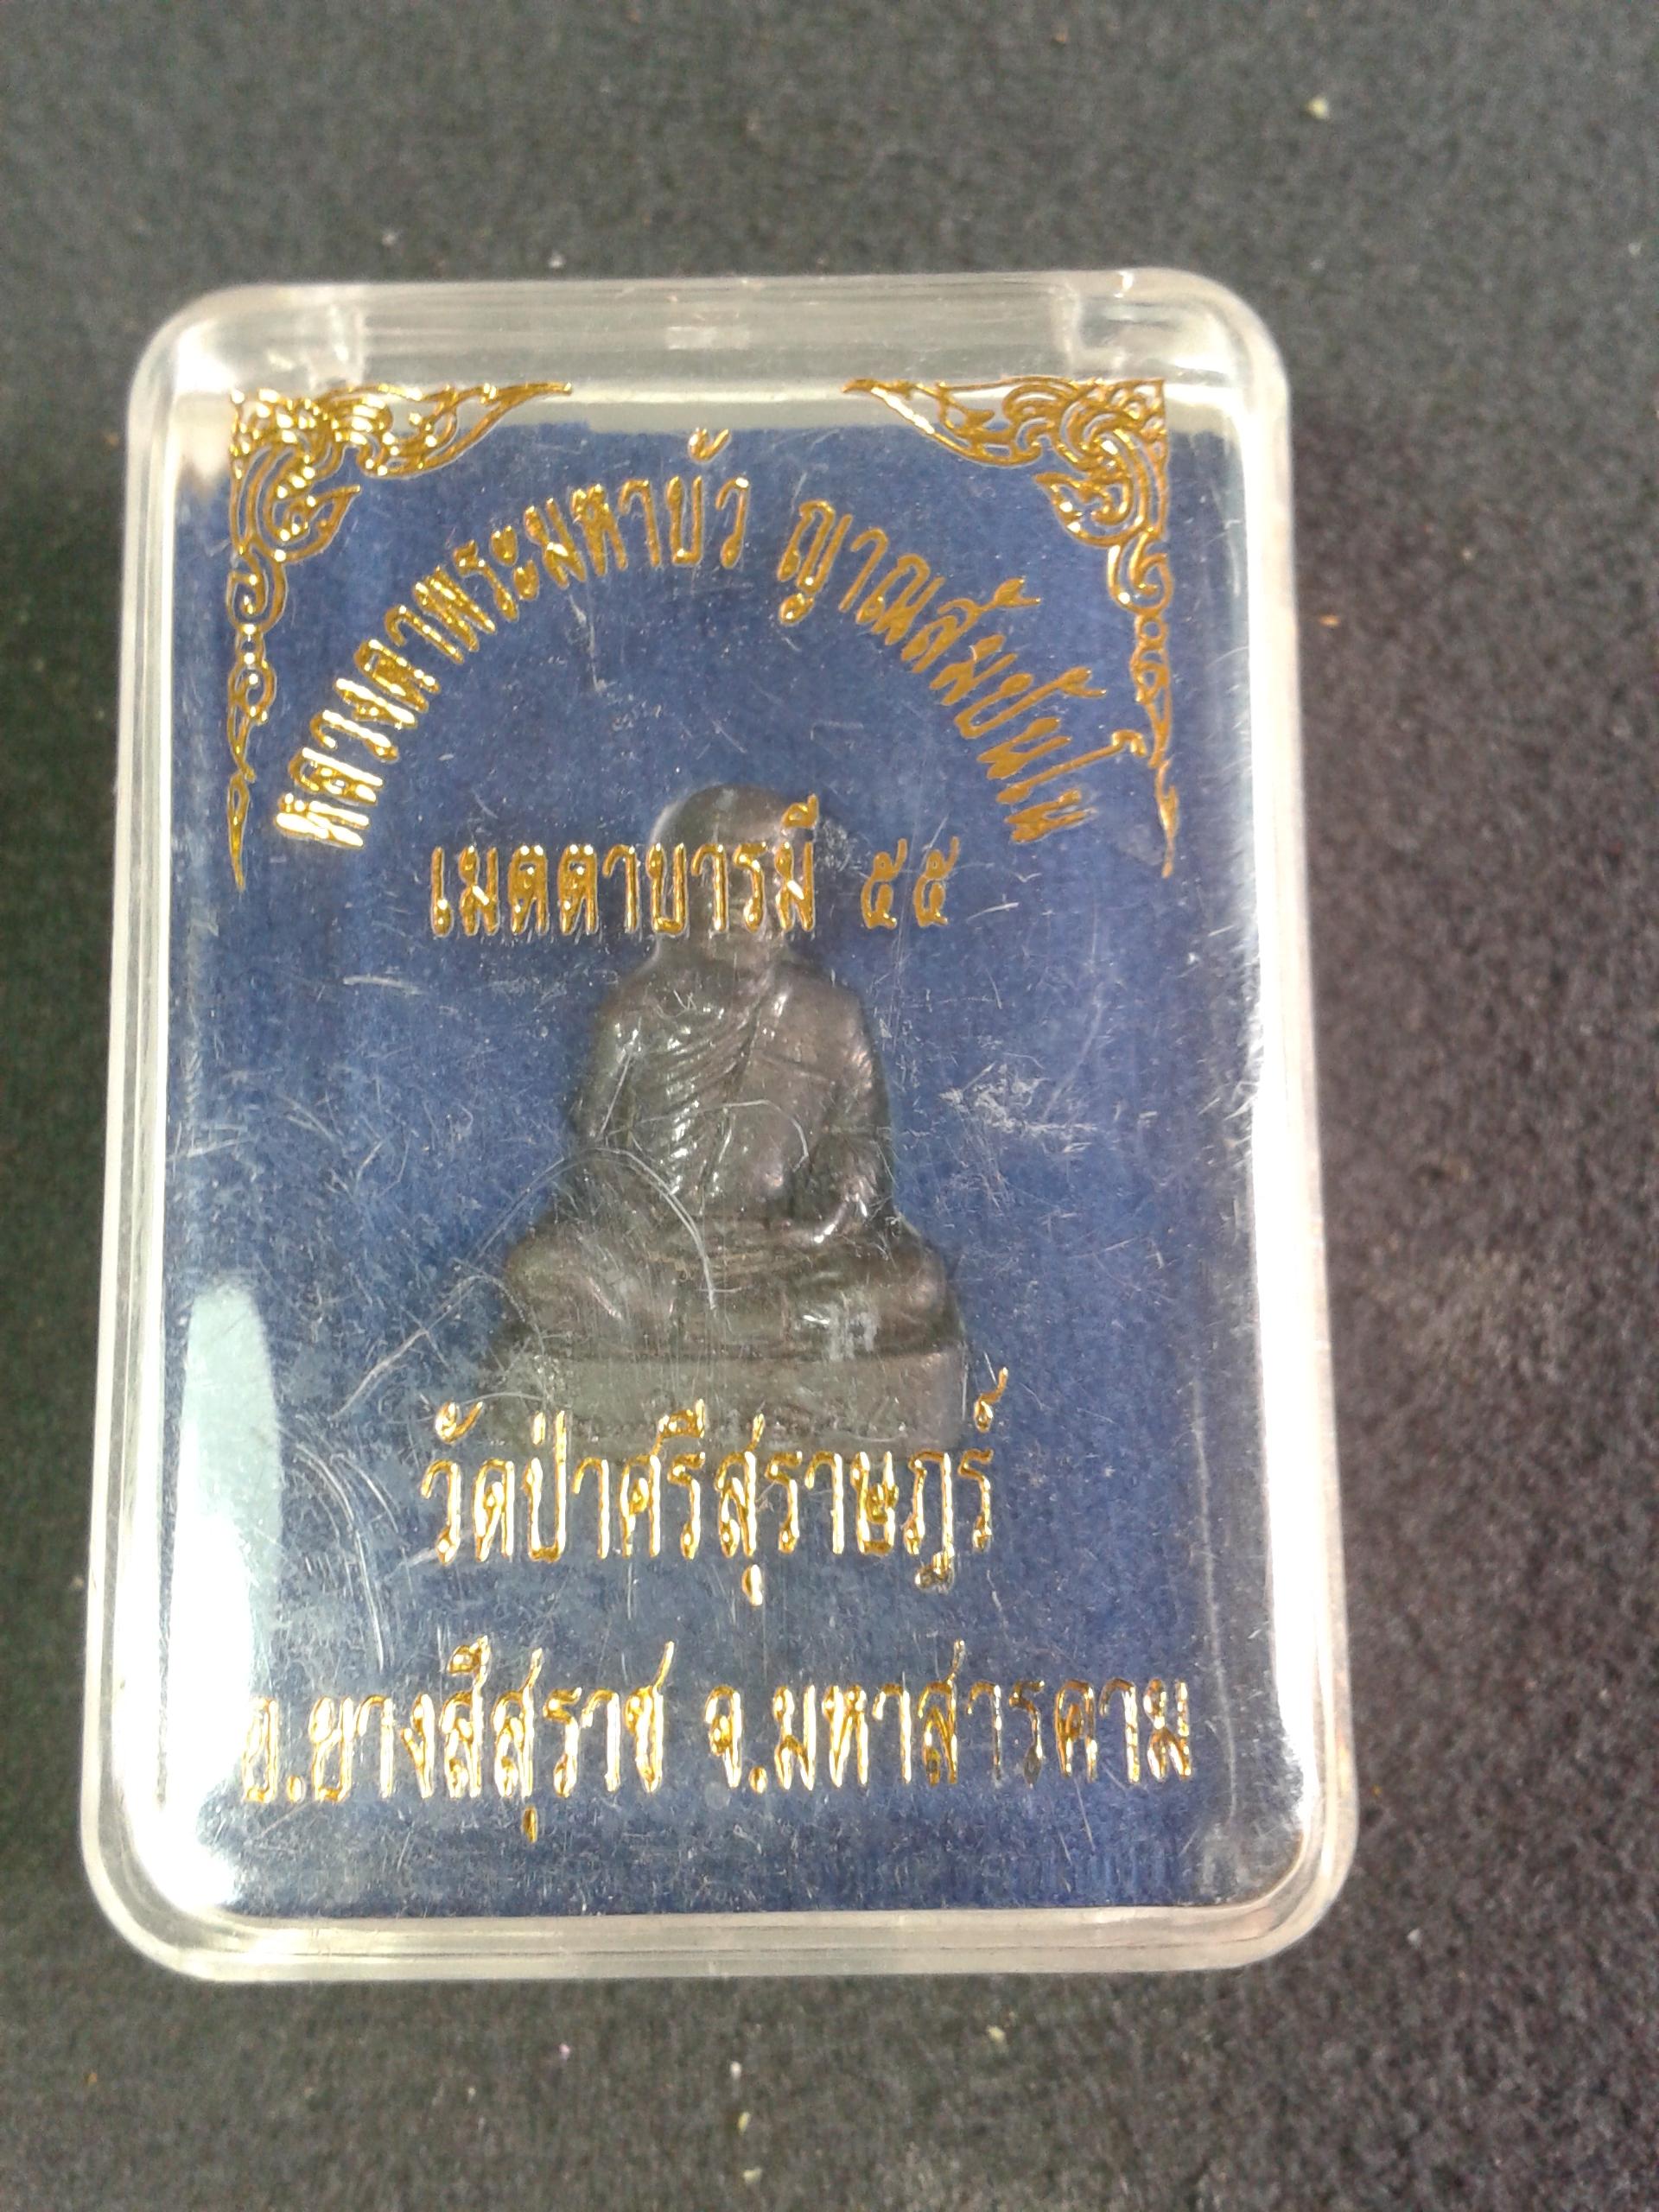 หลวงตาพระมหาบัว ญาณสัมปันโน
เมตตาบารมี ๕๕
วัดป่าศรีสุราษฎร์
อ.ยางสีสุราช จ.มหาสารคาม